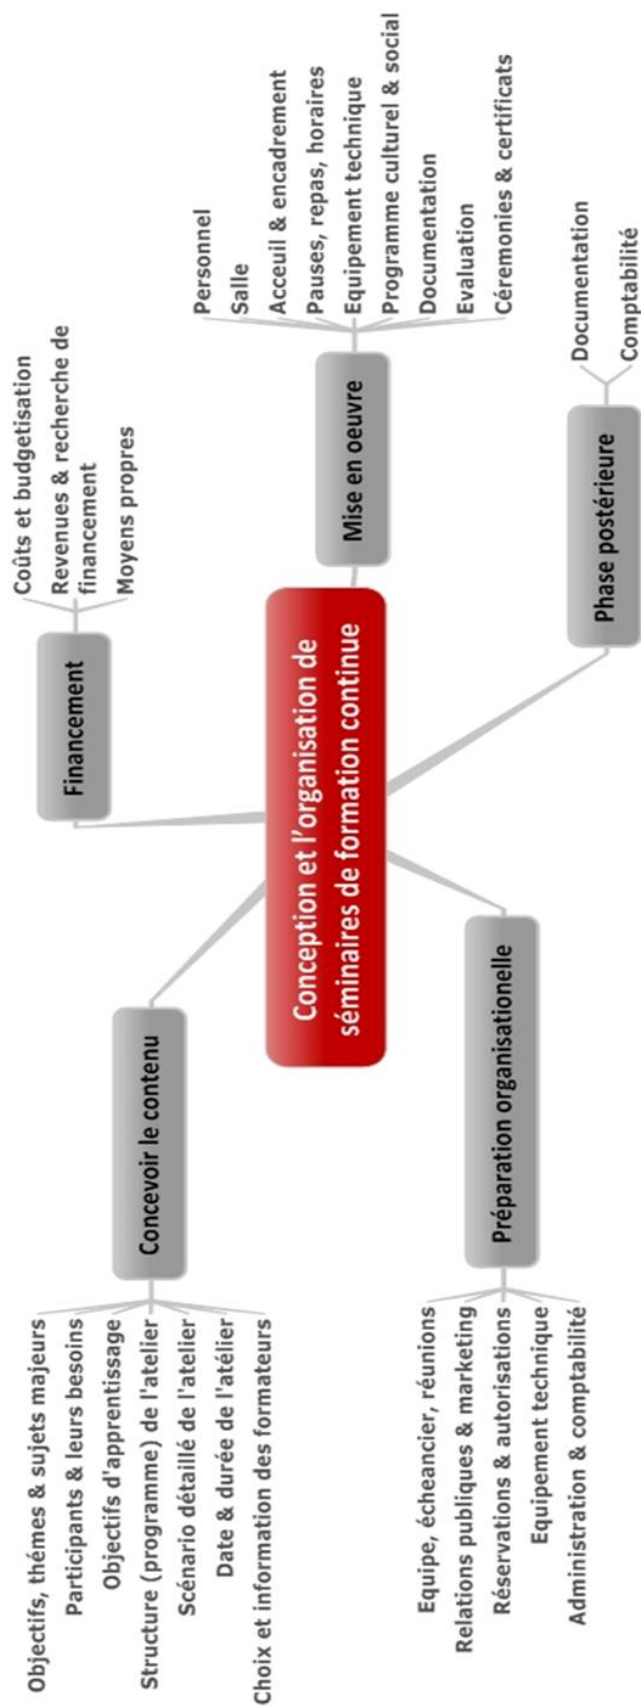 Conception et l'organisation de
séminaires de formation continue
Concevoir le contenu
Objectifs, thémes & sujets majeurs
Participants & leurs besoins
Objectifs d'apprentissage
Structure (programme) de l'atelier
Scénario détaillé de l'atelier
Date & durée de l'atélier
Choix et information des formateurs
Financement
Coûts et budgetisation
Revenues & recherche de
financement
Moyens propres
Préparation organisationelle
Equipe, écheancier, réunions
Relations publiques & marketing
Réservations & autorisations
Equipement technique
Administration & comptabilité
Mise en oeuvre
Personnel
Salle
Acceuil & encadrement
Pauses, repas, horaires
Equipement technique
Programme culturel & social
Documentation
Evaluation
Céremonies & certificats
Phase postérieure
Documentation
Comptabilité